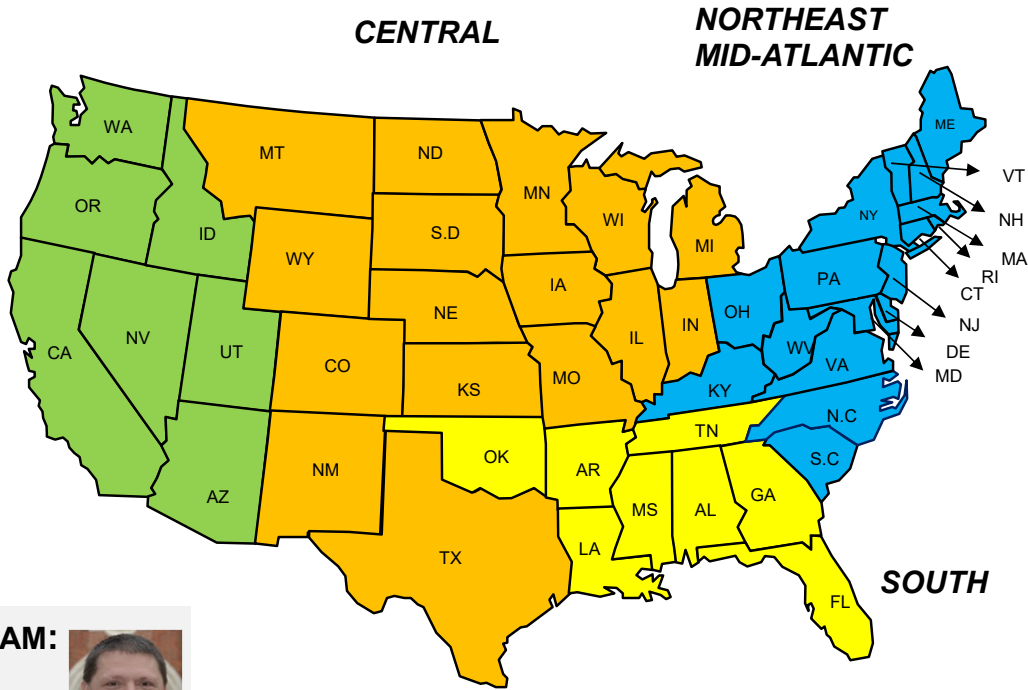 CENTRAL
NORTHEAST
MID-ATLANTIC
WA
MT
ND
MN
ME
VT
OR
ID
S.D
WI
MI
NY
NH
WY
MA
RI
CT
IA
NE
PA
NJ
OH
IL
IN
NV
UT
CA
CO
KS
MO
WV
VA
DE
MD
KY
N.C
TN
S.C
OK
AR
NM
AZ
MS
AL
GA
LA
TX
FL
SOUTH
AM: